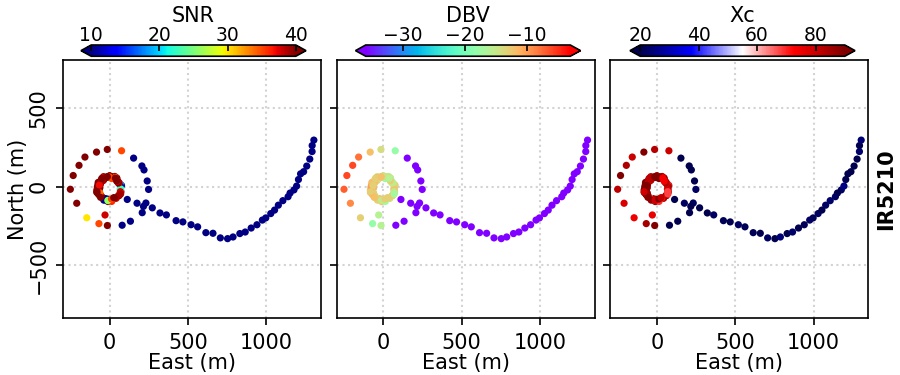 SNR DBV Xc
10 20 30 40 −30 −20 −10 20 40 60 80
North (m)
500
0
−500
0 500 1000 0 500 1000 0 500 1000
East (m) East (m) East (m)
IR5210